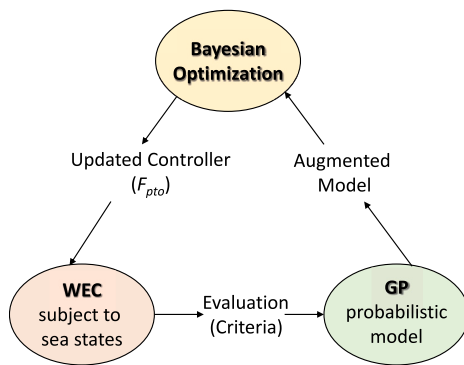 Bayesian
Optimization
Updated Controller
(Fpto)
Augmented
Model
WEC
subject to
sea states
Evaluation
(Criteria)
GP
probabilistic
model